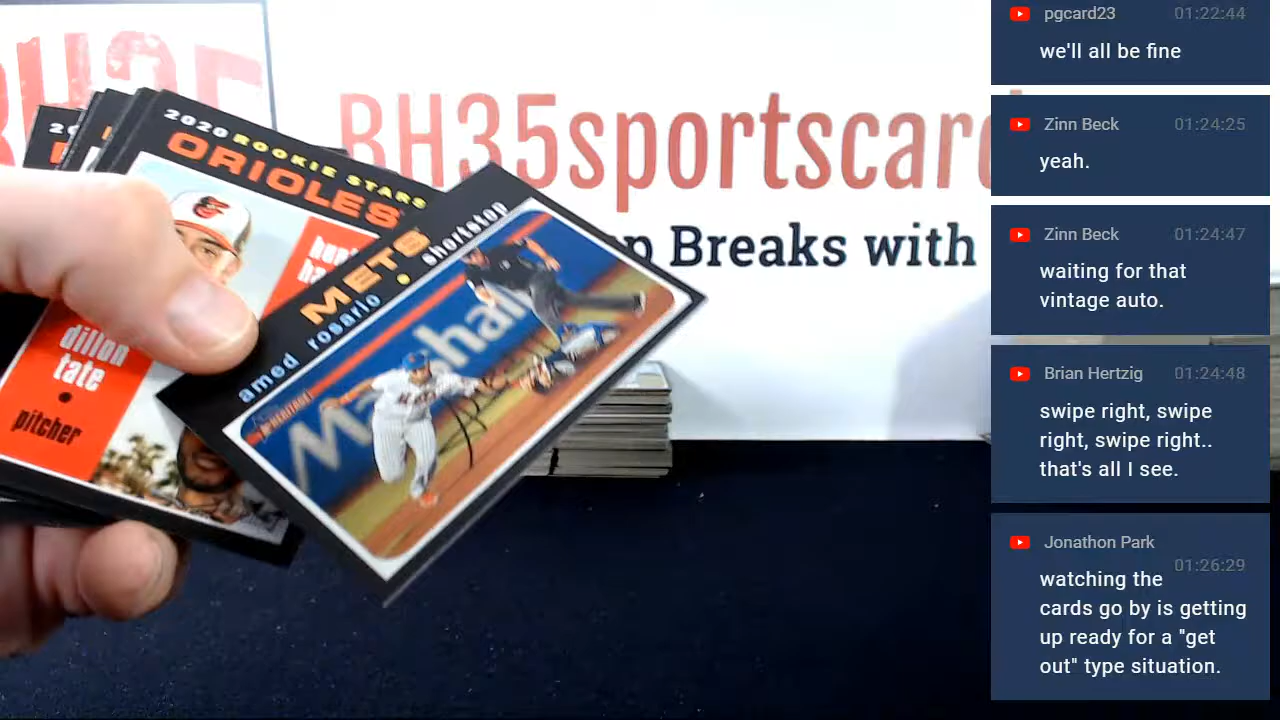 BH35
BH35sportscard
Breaks with
2020 ROOKIE STARS
ORIOLES
dillon
tate
pitcher
METS
amed rosario • shortstop
HERITAGE
pgcard23 01:22:44
we'll all be fine
Zinn Beck 01:24:25
yeah.
Zinn Beck 01:24:47
waiting for that
vintage auto.
Brian Hertzig 01:24:48
swipe right, swipe
right, swipe right..
that's all I see.
Jonathon Park
01:26:29
watching the
cards go by is getting
up ready for a "get
out" type situation.